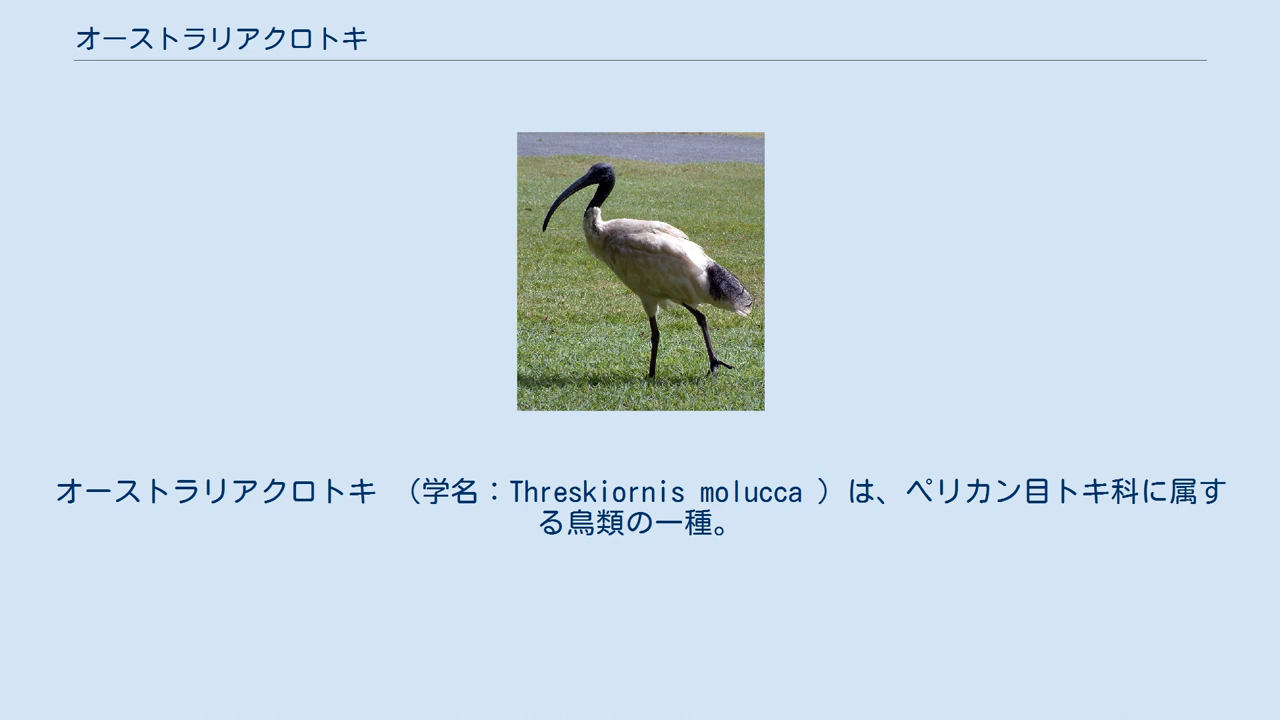 オーストラリアクロトキ
オーストラリアクロトキ （学名：Threskiornis molucca ）は、ペリカン目トキ科に属す
る鳥類の一種。